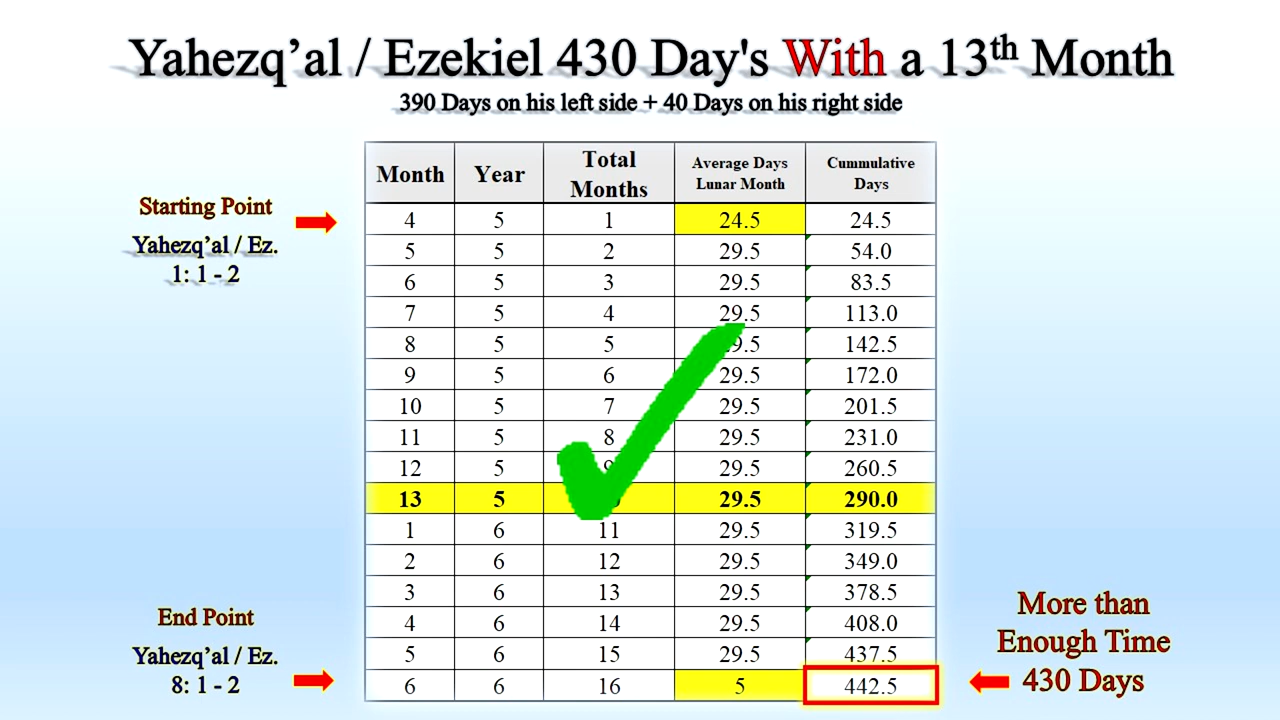 Yahezq’al / Ezekiel 430 Day's With a 13th Month
390 Days on his left side + 40 Days on his right side
Month Year Total Months Average Days Lunar Month Cummulative Days
4 5 1 24.5 24.5
5 5 2 29.5 54.0
6 5 3 29.5 83.5
7 5 4 29.5 113.0
8 5 5 29.5 142.5
9 5 6 29.5 172.0
10 5 7 29.5 201.5
11 5 8 29.5 231.0
12 5 9 29.5 260.5
13 5 29.5 290.0
1 6 11 29.5 319.5
2 6 12 29.5 349.0
3 6 13 29.5 378.5
4 6 14 29.5 408.0
5 6 15 29.5 437.5
6 6 16 5 442.5
Starting Point
Yahezq’al / Ez.
1: 1 - 2
End Point
Yahezq’al / Ez.
8: 1 - 2
More than
Enough Time
430 Days